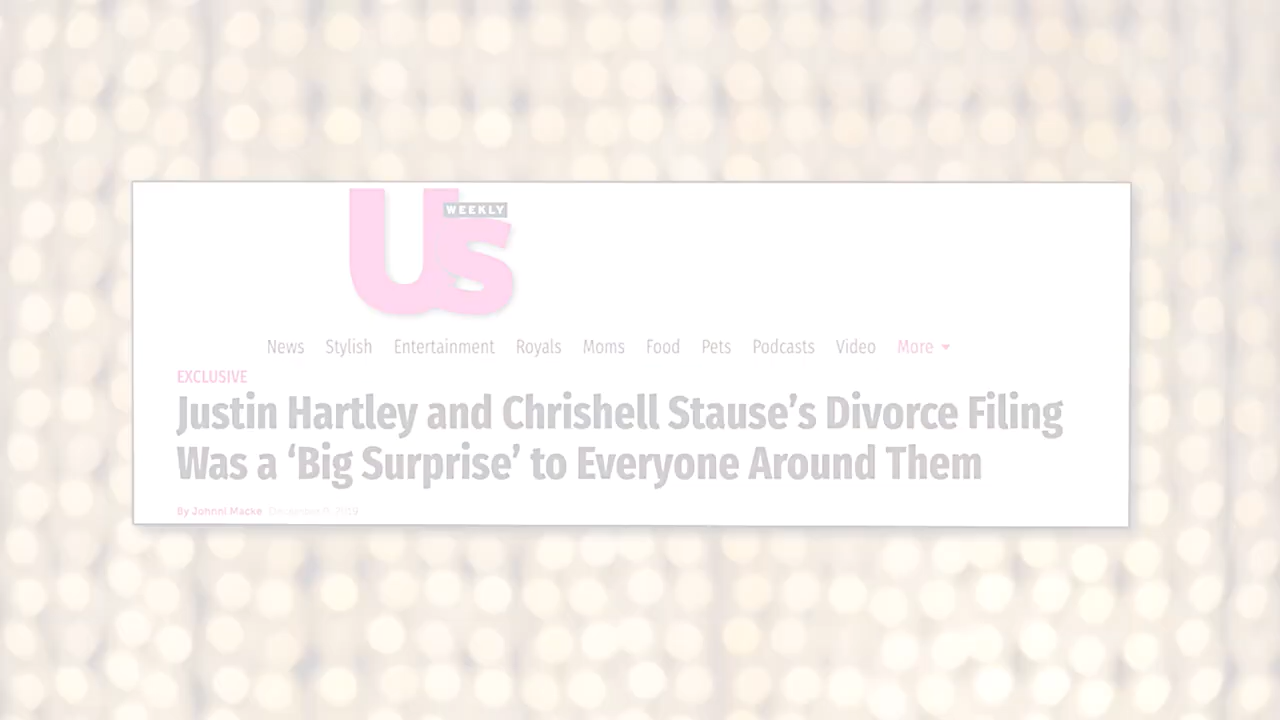 Us
WEEKLY
News Stylish Entertainment Royals Moms Food Pets Podcasts Video More
EXCLUSIVE
Justin Hartley and Chrishell Stause’s Divorce Filing
Was a ‘Big Surprise’ to Everyone Around Them
By Johnni Macke